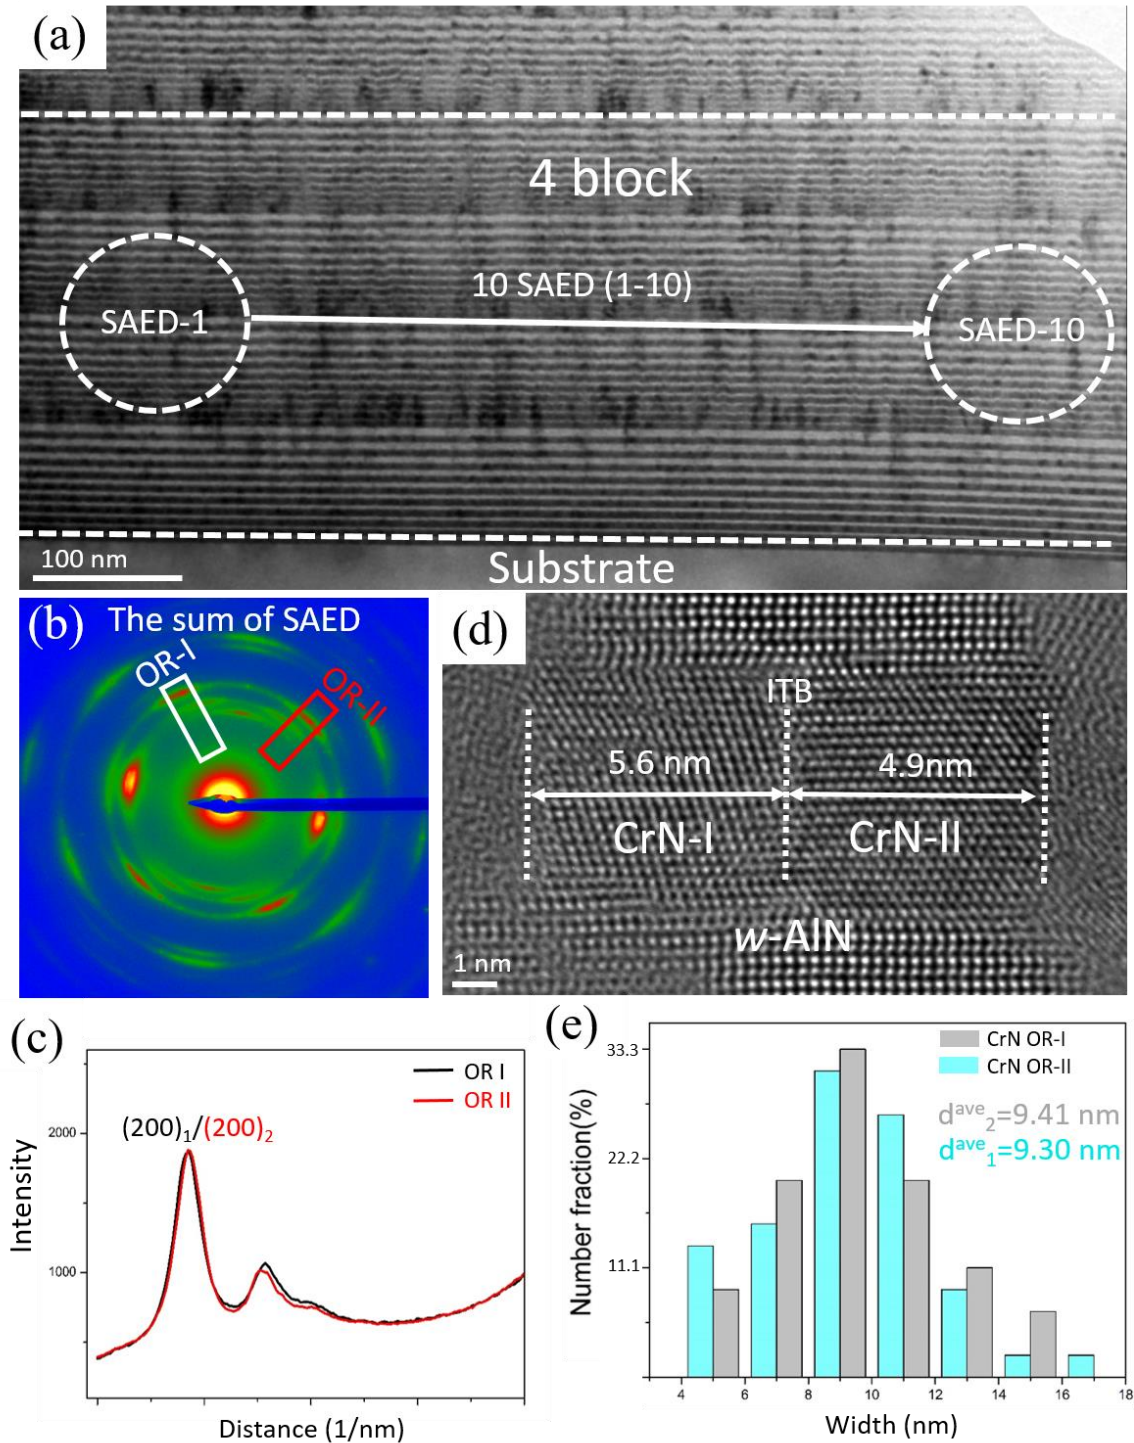 (a)
4 block
10 SAED (1-10)
SAED-1
SAED-10
100 nm
Substrate
(b)
The sum of SAED
OR-I
OR-II
(d)
ITB
5.6 nm
4.9nm
CrN-I
CrN-II
w-AlN
1 nm
(c)
OR I
OR II
(200)₁/(200)₂
2000
1000
Intensity
Distance (1/nm)
(e)
CrN OR-I
CrN OR-II
dᵃᵛᵉ₂=9.41 nm
dᵃᵛᵉ₁=9.30 nm
33.3
22.2
11.1
Number fraction(%)
4 6 8 10 12 14 16 18
Width (nm)